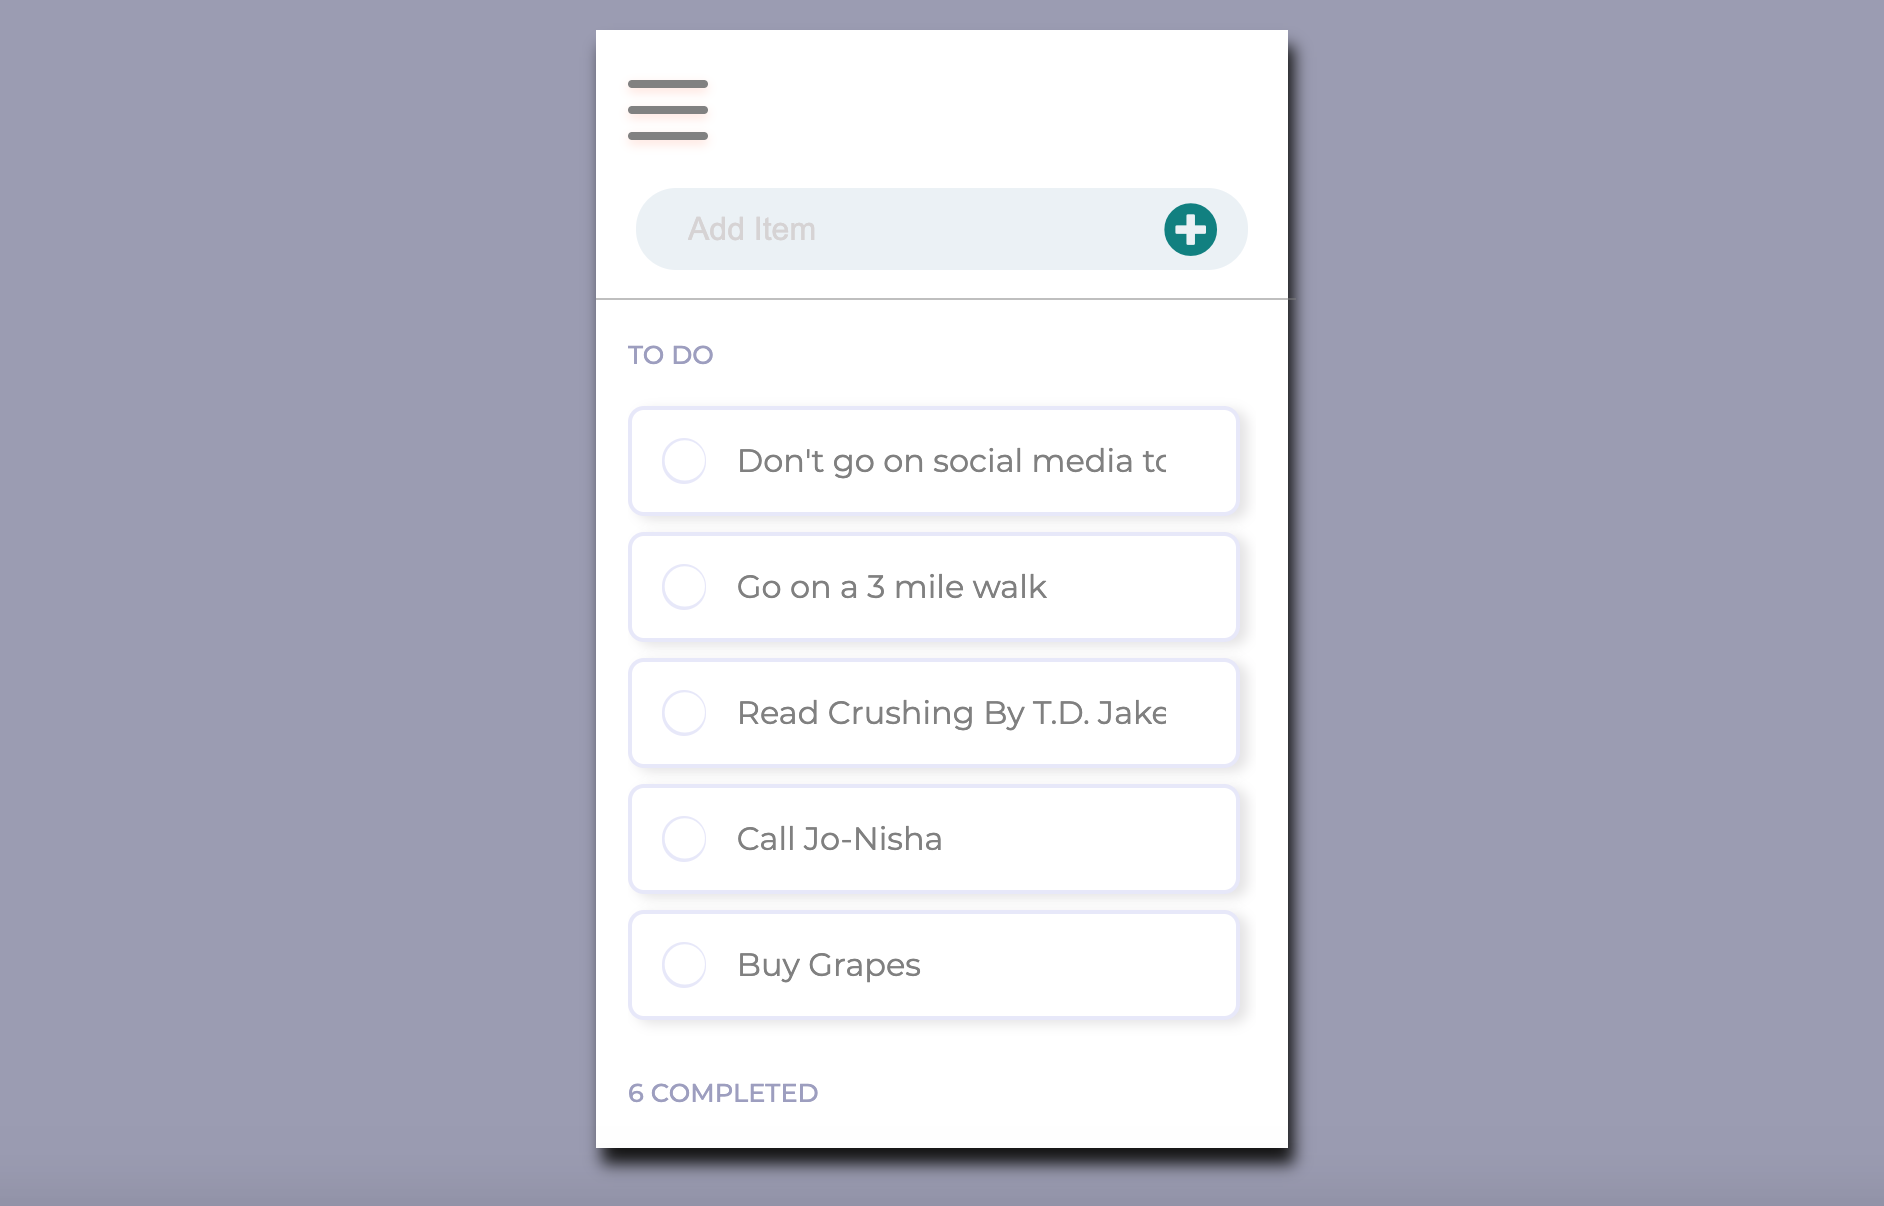 Add Item
TO DO
Don't go on social media
Go on a 3 mile walk
Read Crushing By T.D. Jake
Call Jo-Nisha
Buy Grapes
6 COMPLETED